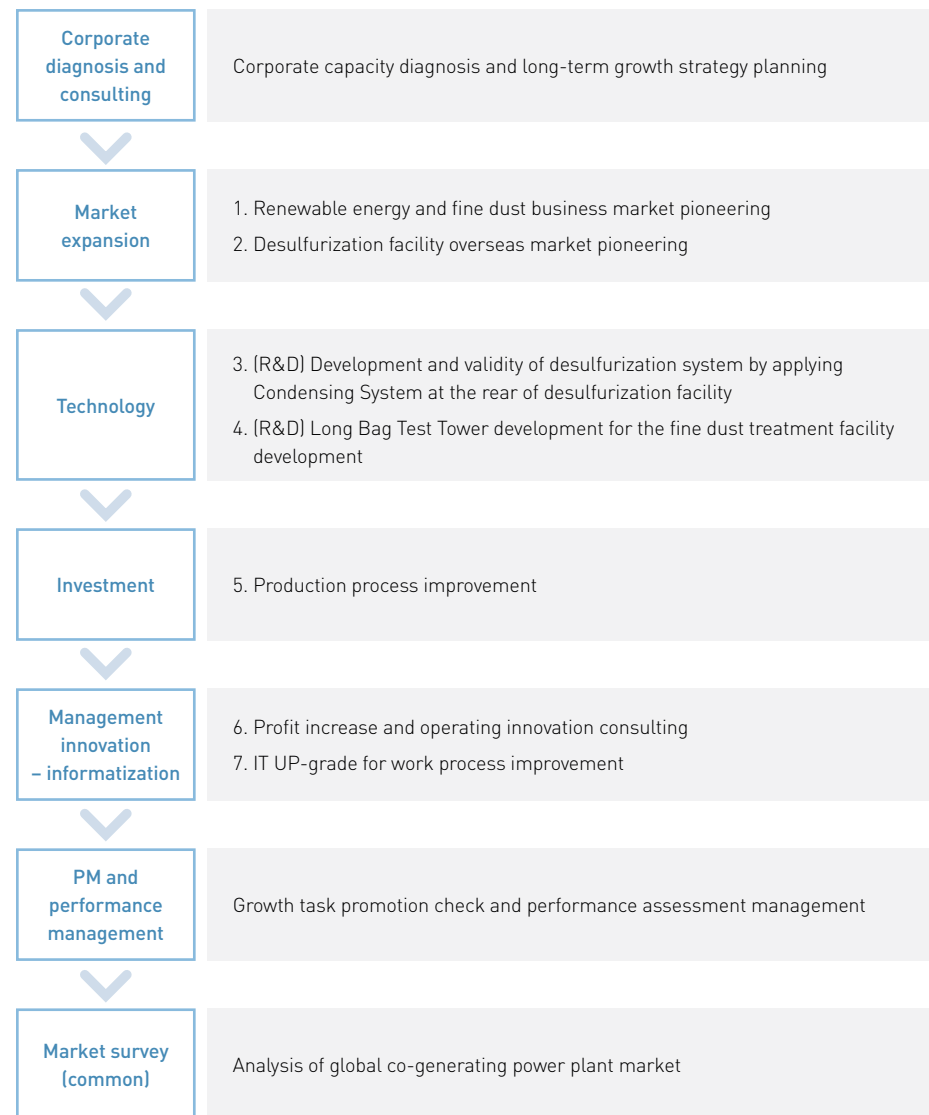 Corporate
diagnosis and
consulting
Corporate capacity diagnosis and long-term growth strategy planning
Market
expansion
1. Renewable energy and fine dust business market pioneering
2. Desulfurization facility overseas market pioneering
Technology
3. (R&D) Development and validity of desulfurization system by applying
Condensing System at the rear of desulfurization facility
4. (R&D) Long Bag Test Tower development for the fine dust treatment facility
development
Investment
5. Production process improvement
Management
innovation
– informatization
6. Profit increase and operating innovation consulting
7. IT UP-grade for work process improvement
PM and
performance
management
Growth task promotion check and performance assessment management
Market survey
(common)
Analysis of global co-generating power plant market